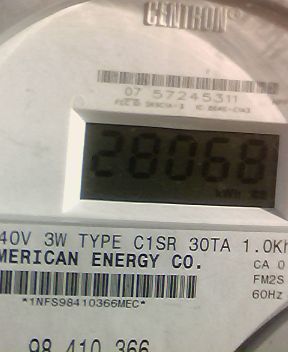 CENTRON®
07 57245311
28068
kWh
40V 3W TYPE C1SR 30TA 1.0Kh
MERICAN ENERGY CO.
CA 0
FM2S
60Hz
*1NFS98410366MEC*
98 410 366